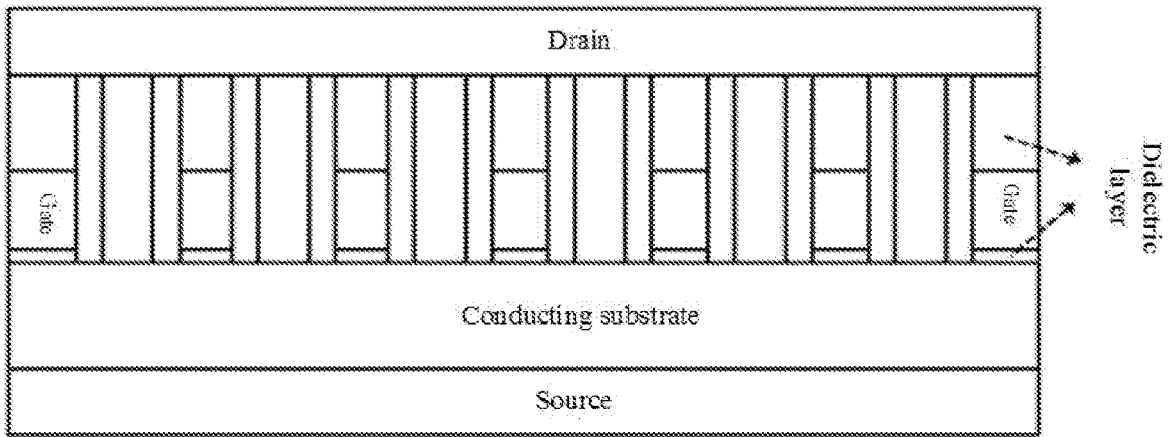 Drain
Gate
Gate
Dielectric
layer
Conducting substrate
Source